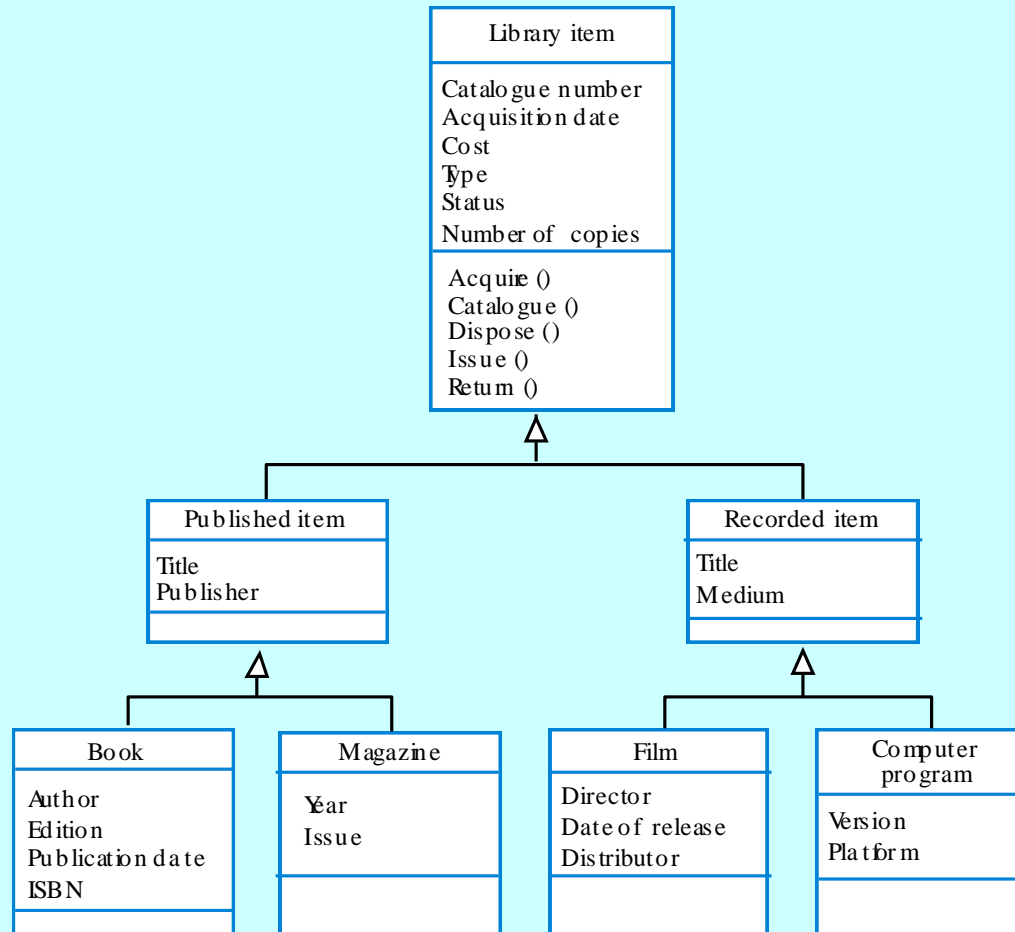 Library item
Catalogue number
Acquisition date
Cost
Type
Status
Number of copies
Acquire ()
Catalogue ()
Dispose ()
Issue ()
Return ()
Published item
Title
Publisher
Recorded item
Title
Medium
Book
Author
Edition
Publication date
ISBN
Magazine
Year
Issue
Film
Director
Date of release
Distributor
Computer
program
Version
Platform